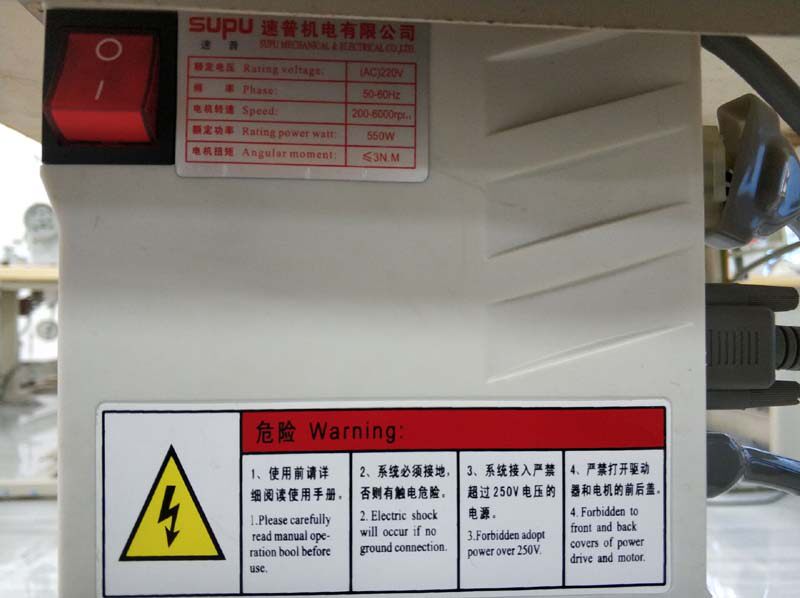 supu 速普机电有限公司
速 普 SUPU MECHANICAL & ELECTRICAL CO.,LTD.
额定电压 Rating voltage: (AC)220V
频 率 Phase: 50-60Hz
电机转速 Speed: 200-6000rpm
额定功率 Rating power watt: 550W
电机扭矩 Angular moment: ≤3N.M
危险 Warning:
1、使用前请详
细阅读使用手册。
1.Please carefully
read manual ope-
ration bool before
use.
2、系统必须接地,
否则有触电危险。
2. Electric shock
will occur if no
ground connection.
3、系统接入严禁
超过250V电压的
电源。
3.Forbidden adopt
power over 250V.
4、严禁打开驱动
器和电机的前后盖。
4. Forbidden to
front and back
covers of power
drive and motor.